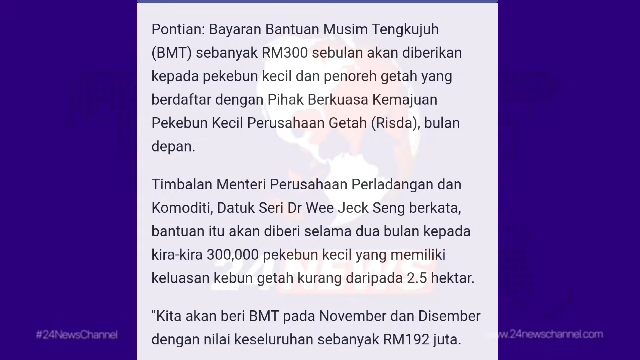 Pontian: Bayaran Bantuan Musim Tengkujuh
(BMT) sebanyak RM300 sebulan akan diberikan
kepada pekebun kecil dan penoreh getah yang
berdaftar dengan Pihak Berkuasa Kemajuan
Pekebun Kecil Perusahaan Getah (Risda), bulan
depan.
Timbalan Menteri Perusahaan Perladangan dan
Komoditi, Datuk Seri Dr Wee Jeck Seng berkata,
bantuan itu akan diberi selama dua bulan kepada
kira-kira 300,000 pekebun kecil yang memiliki
keluasan kebun getah kurang daripada 2.5 hektar.
24NEWS
"Kita akan beri BMT pada November dan Disember
dengan nilai keseluruhan sebanyak RM192 juta.
#24NewsChannel
www.24newschannel.com